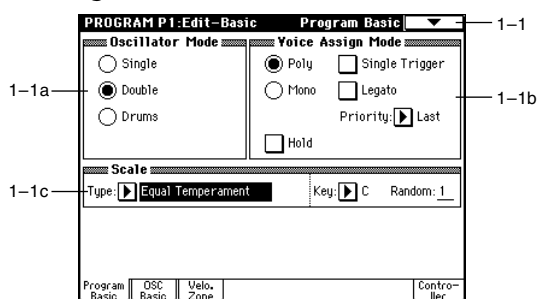 PROGRAM P1:Edit-Basic Program Basic
1-1
Oscillator Mode Voice Assign Mode
Single Poly Single Trigger
1-1a Double Mono Legato 1-1b
Drums Priority: Last
Hold
Scale
1-1c Type: Equal Temperament Key: C Random: 1
Program Basic OSC Basic Velo. Zone Contro-ller